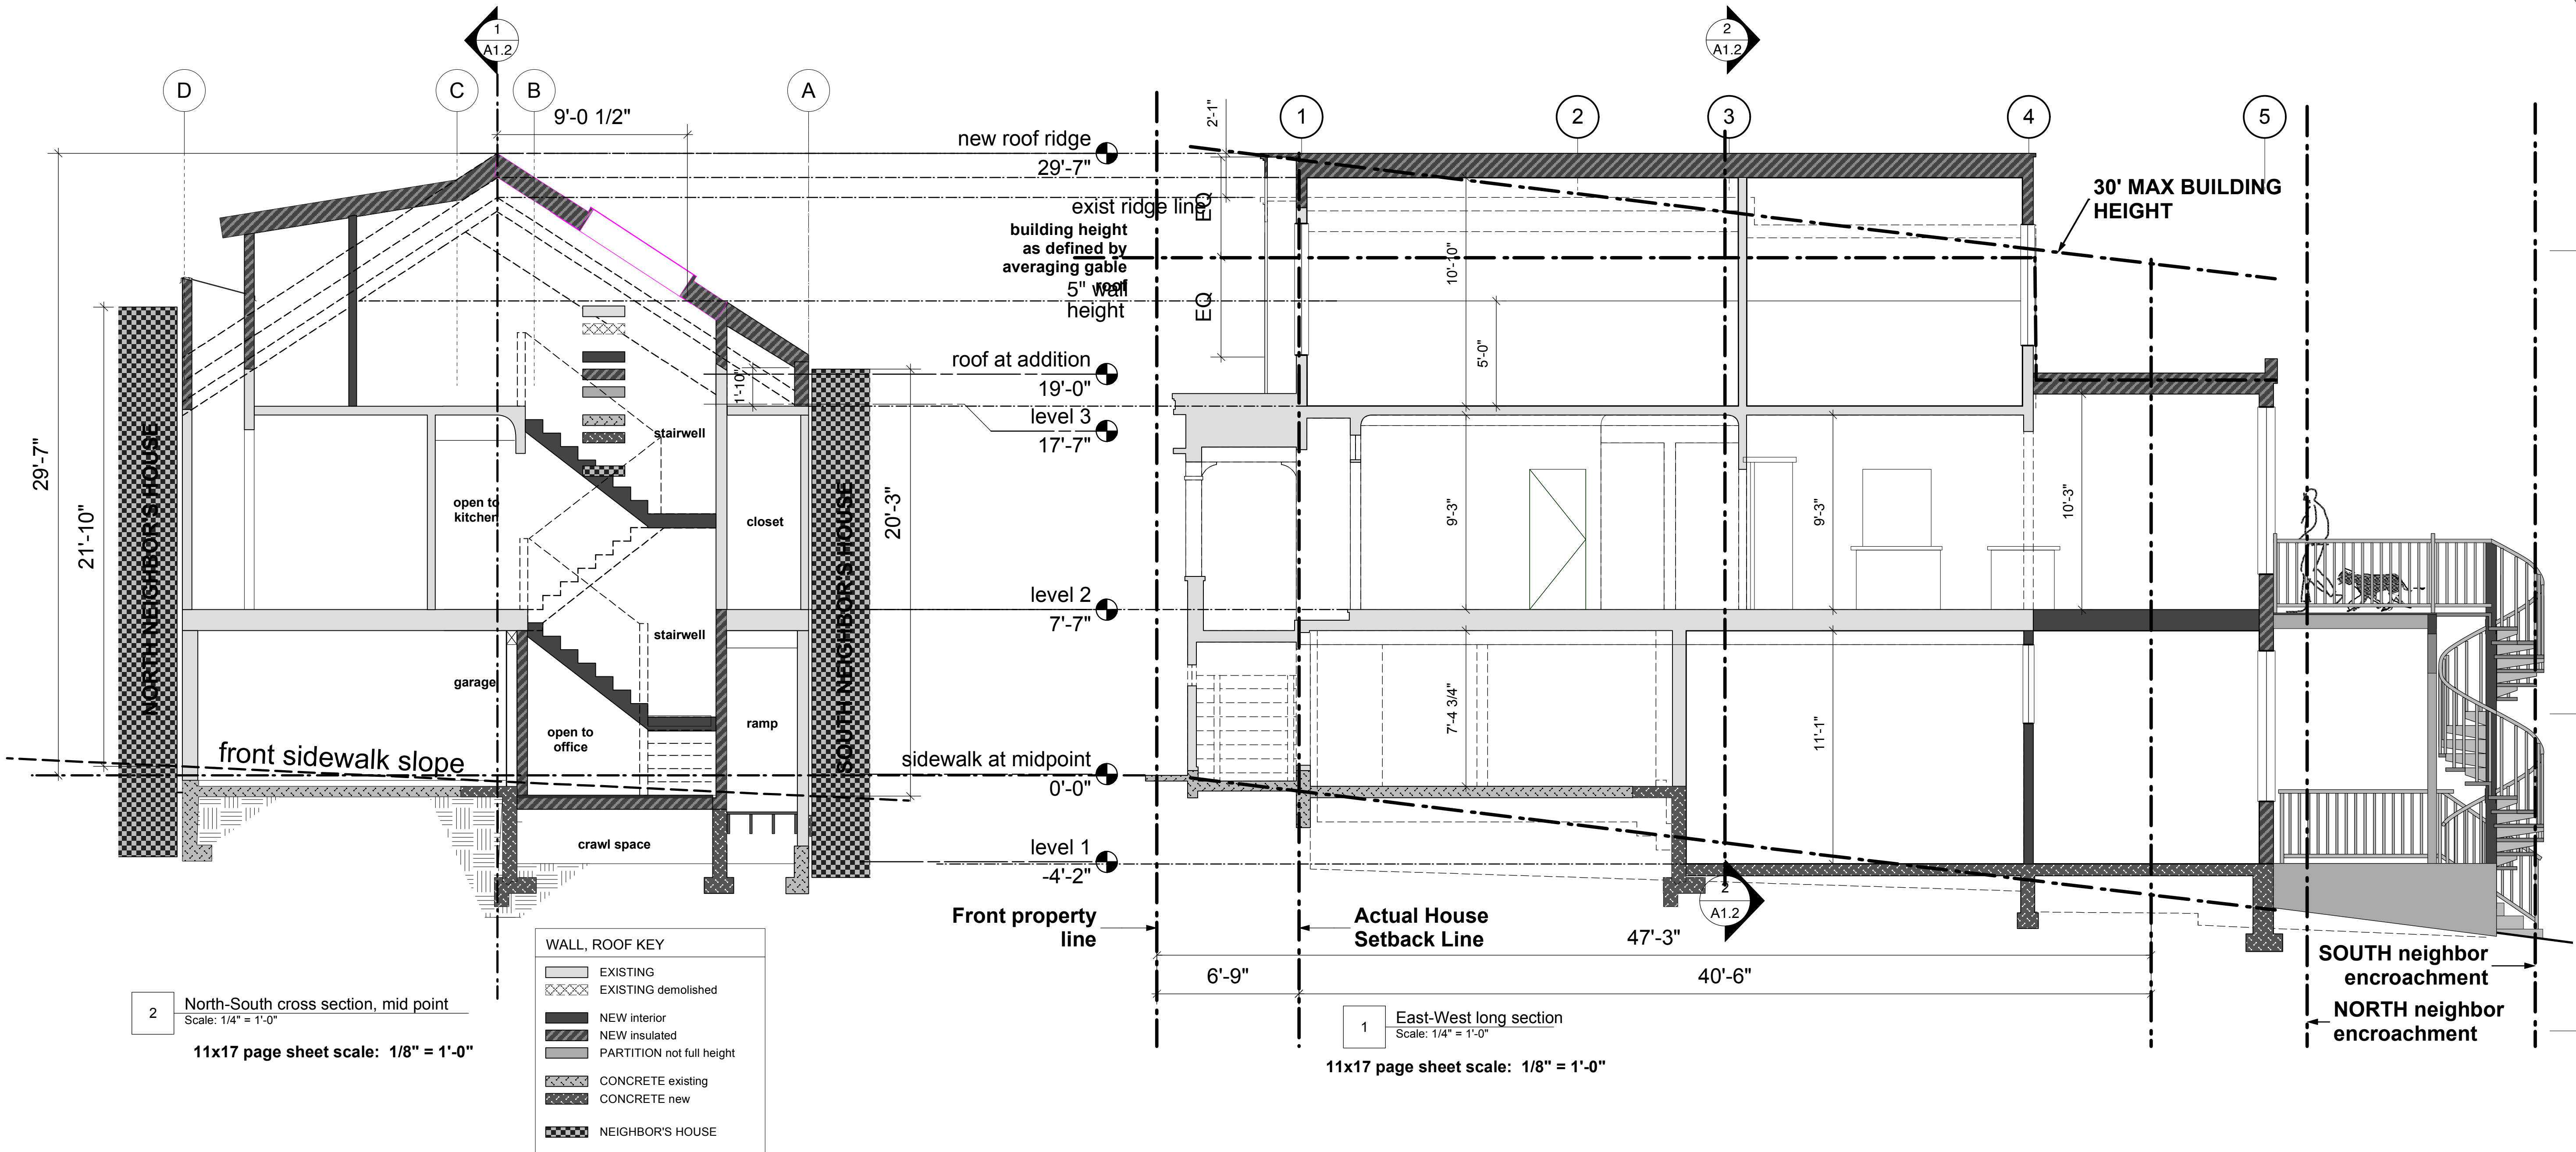 1
A1.2
2
A1.2
D
C
B
A
1
2
3
4
5
9'-0 1/2"
2'-1"
new roof ridge
29'-7"
exist ridge line
building height
as defined by
averaging gable
roof
5" wall
height
EQ
EQ
roof at addition
19'-0"
level 3
17'-7"
level 2
7'-7"
sidewalk at midpoint
0'-0"
level 1
-4'-2"
30' MAX BUILDING
HEIGHT
29'-7"
21'-10"
NORTH NEIGHBOR'S HOUSE
SOUTH NEIGHBOR'S HOUSE
20'-3"
1'-10"
stairwell
open to
kitchen
closet
stairwell
garage
open to
office
ramp
front sidewalk slope
crawl space
10'-10"
5'-0"
9'-3"
9'-3"
10'-3"
7'-4 3/4"
11'-1"
2
A1.2
Front property
line
Actual House
Setback Line
47'-3"
6'-9"
40'-6"
SOUTH neighbor
encroachment
NORTH neighbor
encroachment
2
North-South cross section, mid point
Scale: 1/4" = 1'-0"
11x17 page sheet scale: 1/8" = 1'-0"
WALL, ROOF KEY
EXISTING
EXISTING demolished
NEW interior
NEW insulated
PARTITION not full height
CONCRETE existing
CONCRETE new
NEIGHBOR'S HOUSE
1
East-West long section
Scale: 1/4" = 1'-0"
11x17 page sheet scale: 1/8" = 1'-0"